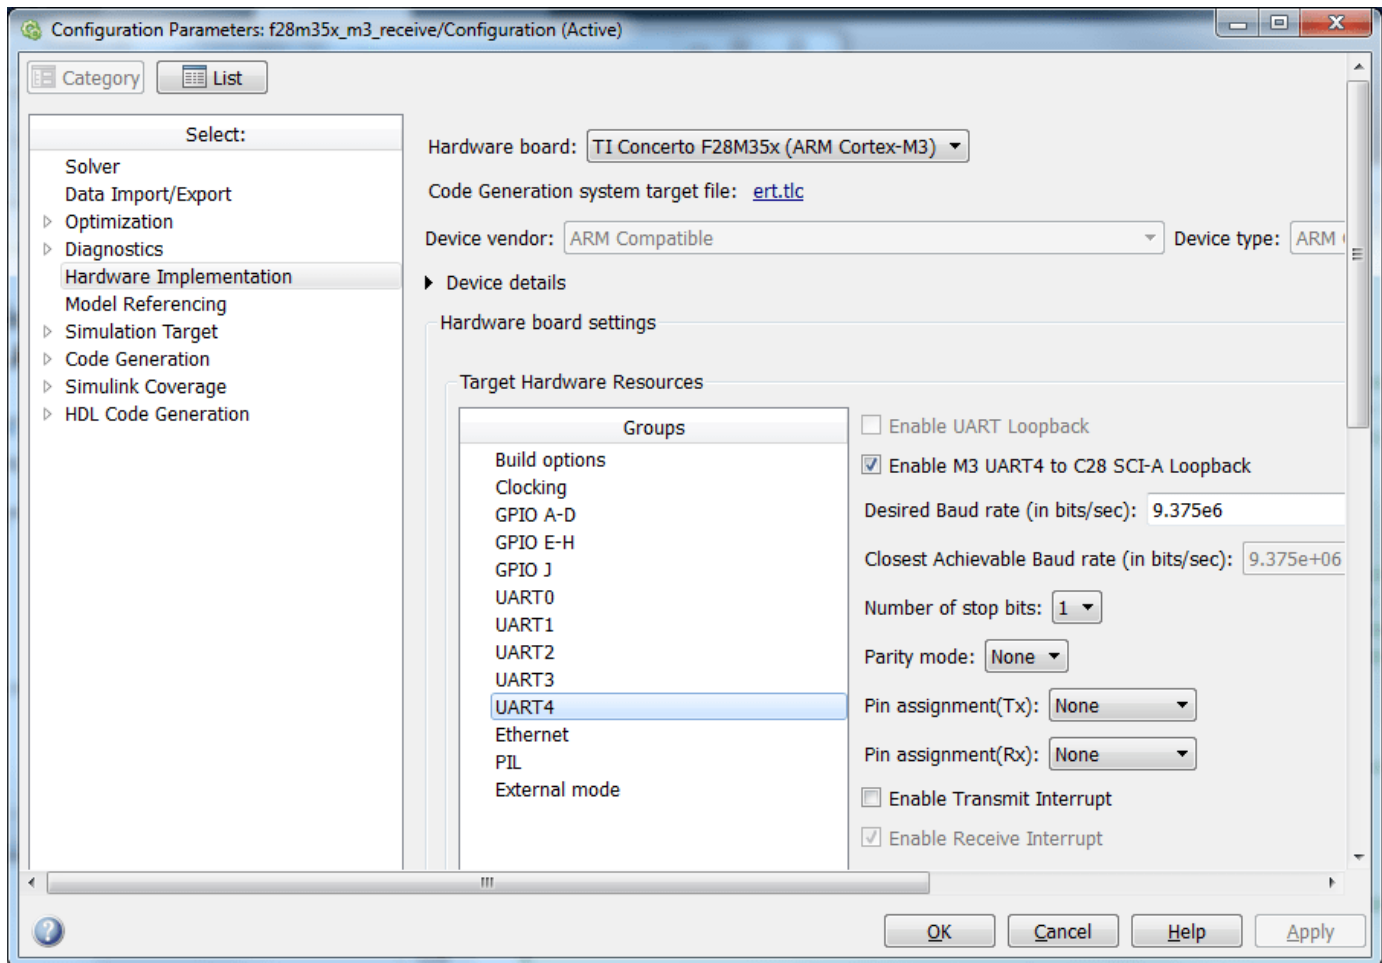 Configuration Parameters: f28m35x_m3_receive/Configuration (Active)
Category
List
Select:
Solver
Data Import/Export
Optimization
Diagnostics
Hardware Implementation
Model Referencing
Simulation Target
Code Generation
Simulink Coverage
HDL Code Generation
Hardware board: TI Concerto F28M35x (ARM Cortex-M3)
Code Generation system target file: ert.tlc
Device vendor: ARM Compatible Device type: ARM
Device details
Hardware board settings
Target Hardware Resources
Groups
Build options
Clocking
GPIO A-D
GPIO E-H
GPIO J
UART0
UART1
UART2
UART3
UART4
Ethernet
PIL
External mode
Enable UART Loopback
Enable M3 UART4 to C28 SCI-A Loopback
Desired Baud rate (in bits/sec): 9.375e6
Closest Achievable Baud rate (in bits/sec): 9.375e+06
Number of stop bits: 1
Parity mode: None
Pin assignment(Tx): None
Pin assignment(Rx): None
Enable Transmit Interrupt
Enable Receive Interrupt
OK Cancel Help Apply